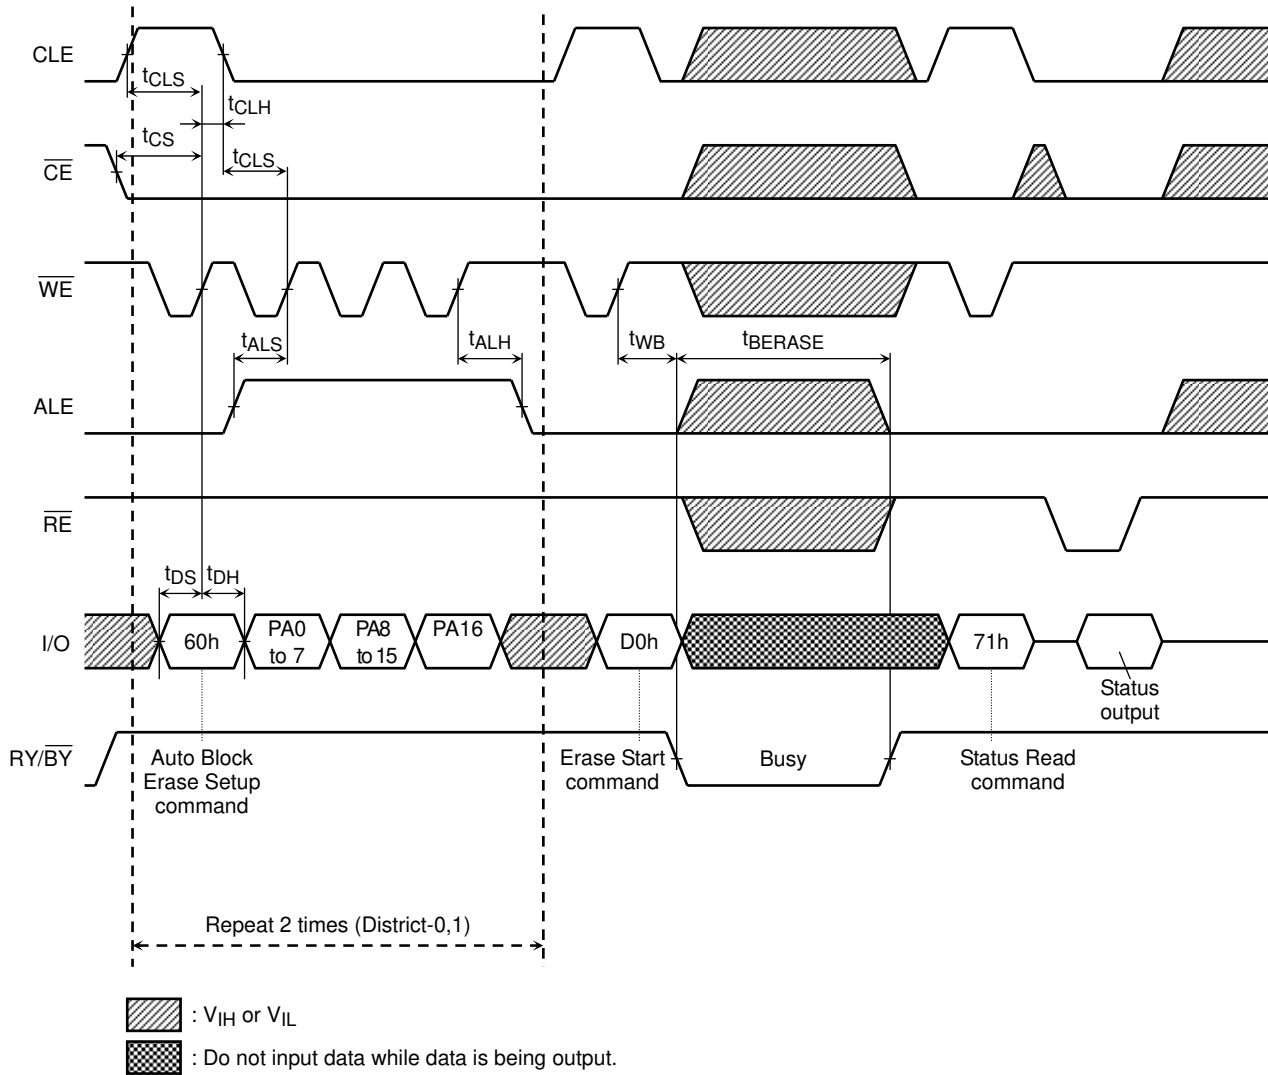 CLE
tCLS
tCLH
tCS
CE
tCLS
WE
tALS
tALH
tWB
tBERASE
ALE
RE
tDS
tDH
I/O
60h
PA0
to 7
PA8
to 15
PA16
D0h
71h
Status
output
RY/BY
Auto Block
Erase Setup
command
Erase Start
command
Busy
Status Read
command
Repeat 2 times (District-0,1)
: VIH or VIL
: Do not input data while data is being output.